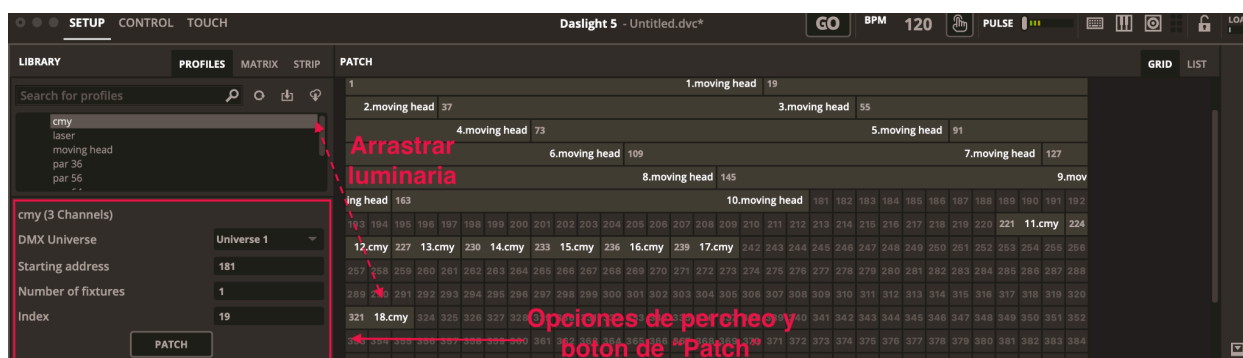 SETUP CONTROL TOUCH Daslight 5 - Untitled.dvc* GO BPM 120 PULSE LOA
LIBRARY PROFILES MATRIX STRIP PATCH GRID LIST
Search for profiles
cmy
laser
moving head
par 36
par 56
cmy (3 Channels)
DMX Universe Universe 1
Starting address 181
Number of fixtures 1
Index 19
PATCH
1 1.moving head 19
2.moving head 37 3.moving head 55
4.moving head 73 5.moving head 91
6.moving head 109 7.moving head 127
8.moving head 145 9.mov
ing head 163 10.moving head 181 182 183 184 185 186 187 188 189 190 191 192
193 194 195 196 197 198 199 200 201 202 203 204 205 206 207 208 209 210 211 212 213 214 215 216 217 218 219 220 221 11.cmy 224
12.cmy 227 13.cmy 230 14.cmy 233 15.cmy 236 16.cmy 239 17.cmy 242 243 244 245 246 247 248 249 250 251 252 253 254 255 256
257 258 259 260 261 262 263 264 265 266 267 268 269 270 271 272 273 274 275 276 277 278 279 280 281 282 283 284 285 286 287 288
289 290 291 292 293 294 295 296 297 298 299 300 301 302 303 304 305 306 307 308 309 310 311 312 313 314 315 316 317 318 319 320
321 18.cmy 324 325 326 327 328 340 341 342 343 344 345 346 347 348 349 350 351 352
360 361 370 371 372 373 374 375 376 377 378 379 380 381 382 383 384
Arrastrar
luminaria
Opciones de percheo y
boton de "Patch"